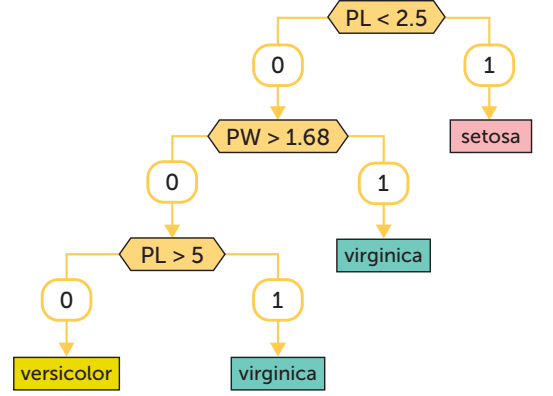 PL < 2.5
0
1
PW > 1.68
setosa
0
1
PL > 5
virginica
0
1
versicolor
virginica